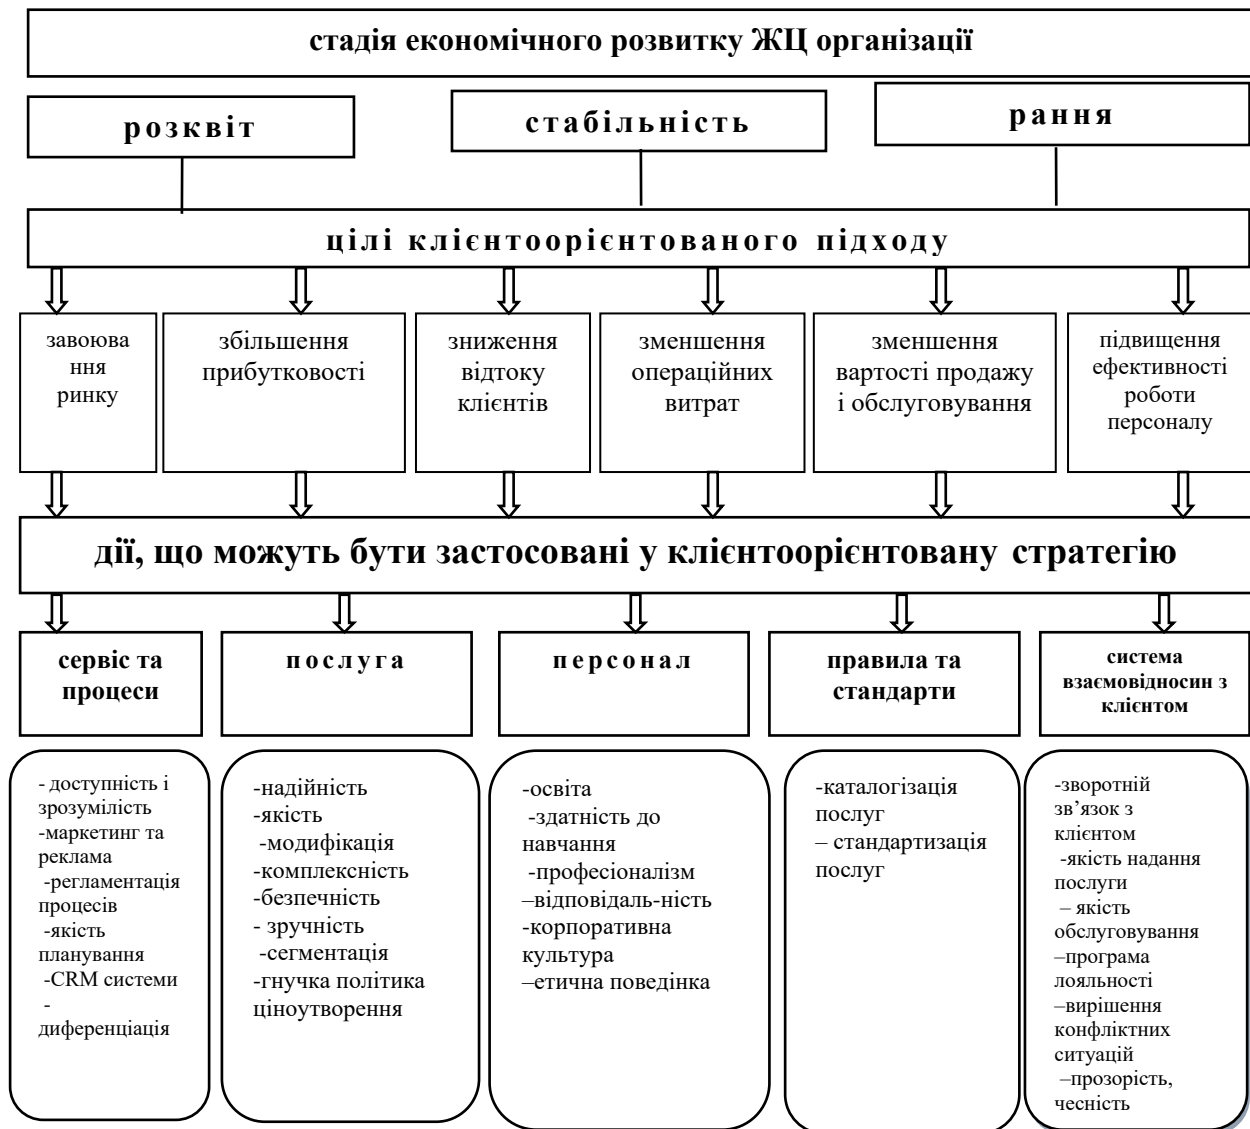 стадія економічного розвитку ЖЦ організації
розквіт
стабільність
рання
цілі клієнтоорієнтованого підходу
завоюва
ння
ринку
збільшення
прибутковості
зниження
відтоку
клієнтів
зменшення
операційних
витрат
зменшення
вартості продажу
і обслуговування
підвищення
ефективності
роботи
персоналу
дії, що можуть бути застосовані у клієнтоорієнтовану стратегію
сервіс та
процеси
послуга
персонал
правила та
стандарти
система
взаємовідносин з
клієнтом
- доступність і
зрозумілість
-маркетинг та
реклама
-регламентація
процесів
-якість
планування
-CRM системи
-
диференціація
-надійність
-якість
-модифікація
-комплексність
-безпечність
- зручність
-сегментація
-гнучка політика
ціноутворення
-освіта
-здатність до
навчання
-професіоналізм
–відповідаль-ність
-корпоративна
культура
–етична поведінка
-каталогізація
послуг
– стандартизація
послуг
-зворотній
зв’язок з
клієнтом
-якість надання
послуги
– якість
обслуговування
–програма
лояльності
–вирішення
конфліктних
ситуацій
–прозорість,
чесність